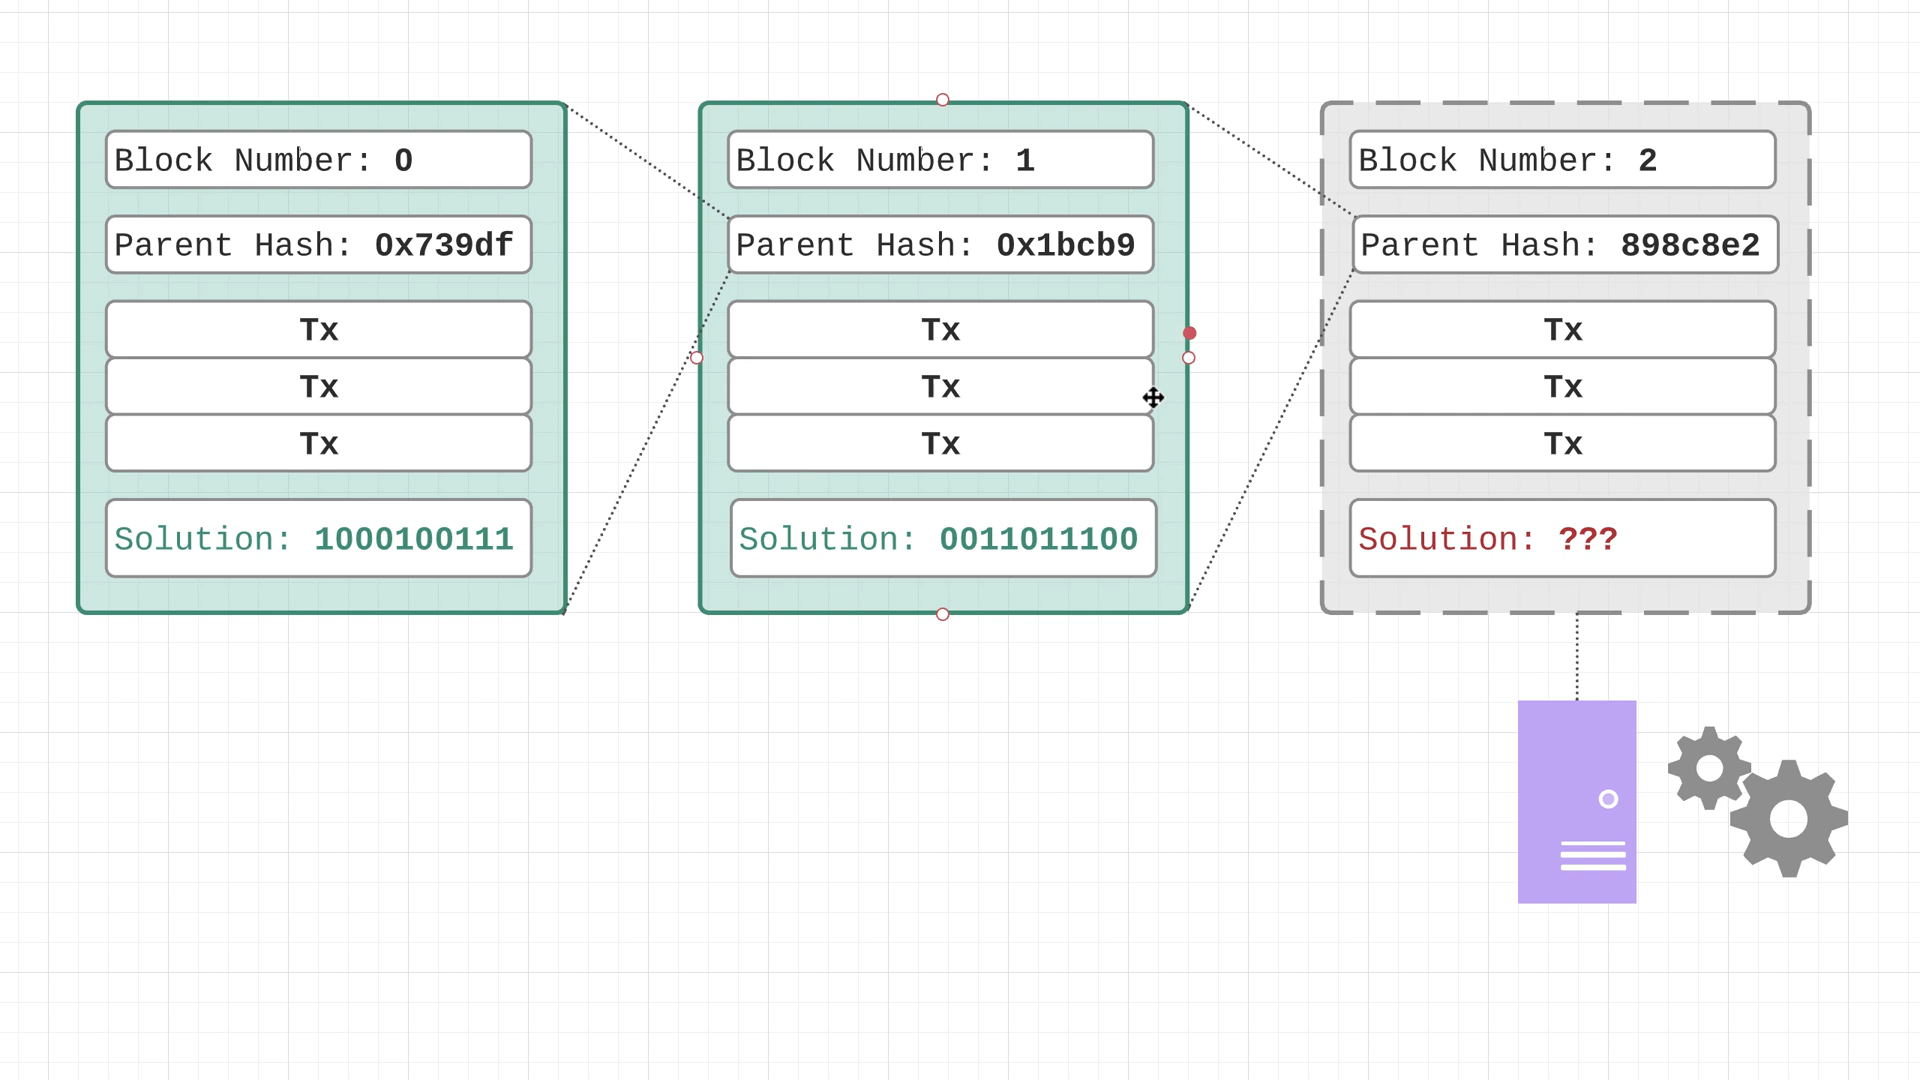 Block Number: 0
Parent Hash: 0x739df
Tx
Tx
Tx
Solution: 1000100111
Block Number: 1
Parent Hash: 0x1bcb9
Tx
Tx
Tx
Solution: 0011011100
Block Number: 2
Parent Hash: 898c8e2
Tx
Tx
Tx
Solution: ???